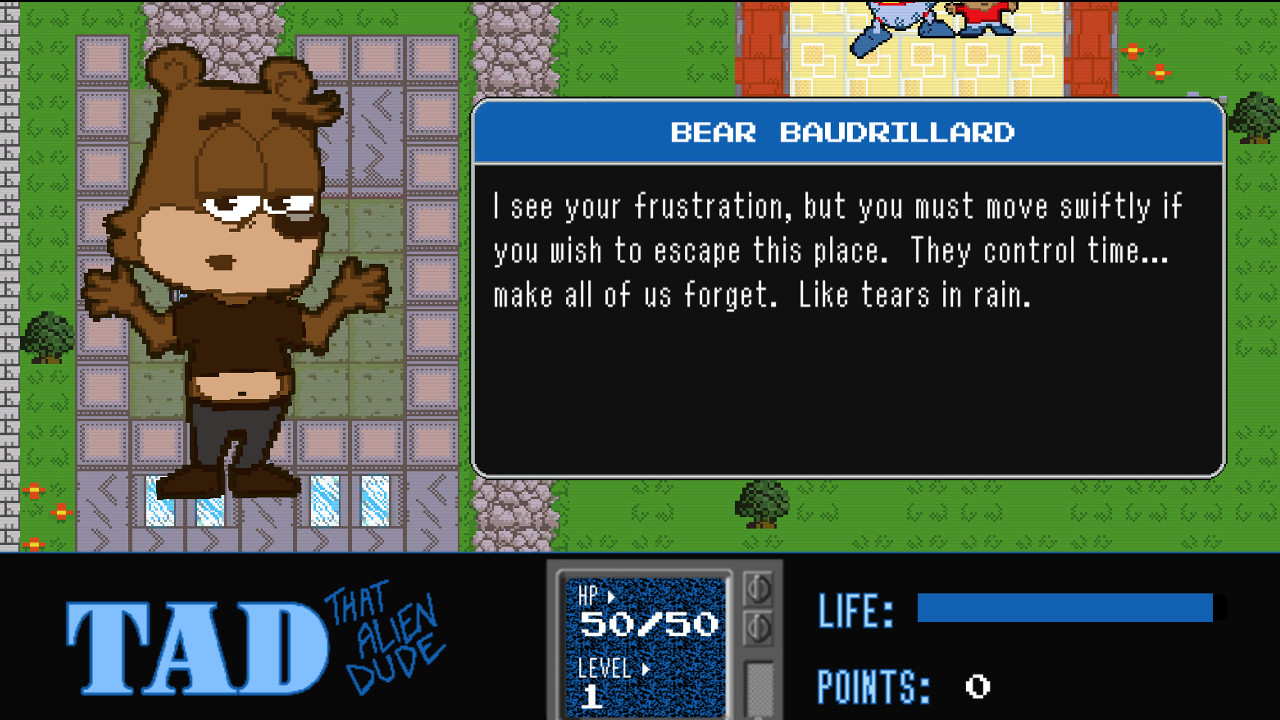 BEAR BAUDRILLARD
I see your frustration, but you must move swiftly if
you wish to escape this place.  They control time...
make all of us forget.  Like tears in rain.
TAD
THAT
ALIEN
DUDE
HP
50/50
LEVEL
1
LIFE:
POINTS: 0